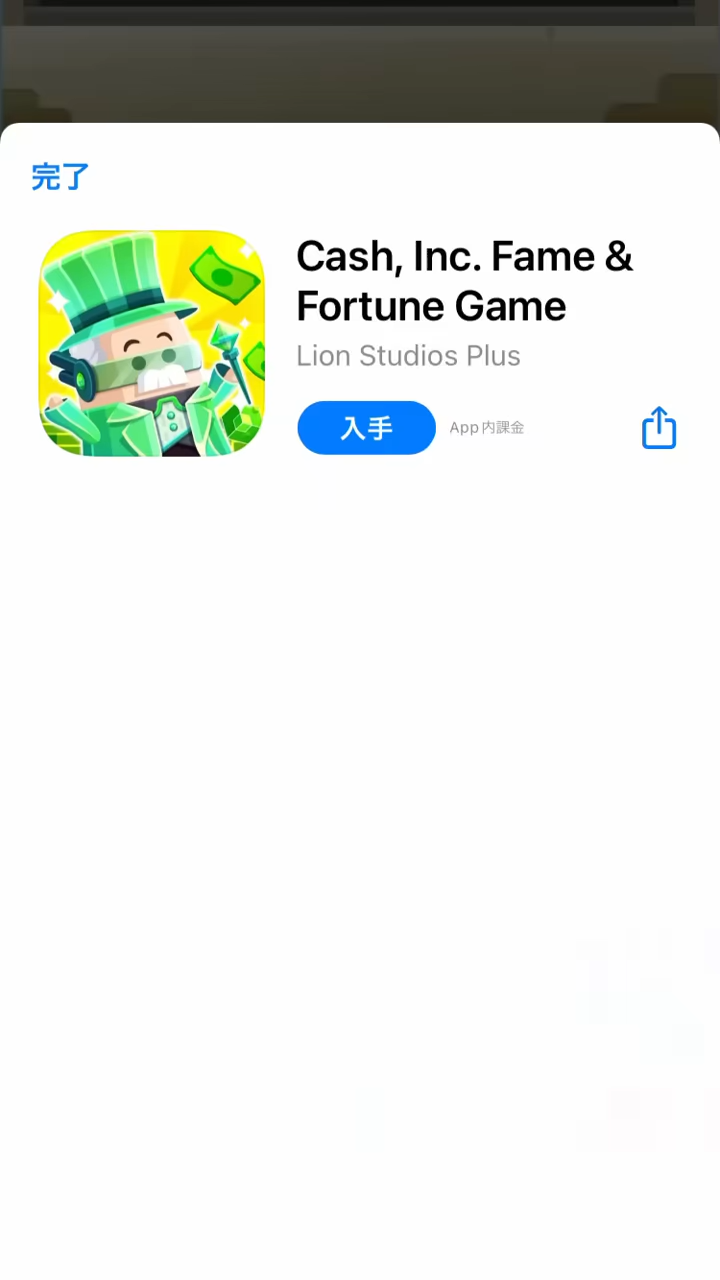 完了
Cash, Inc. Fame &
Fortune Game
Lion Studios Plus
入手
App内課金